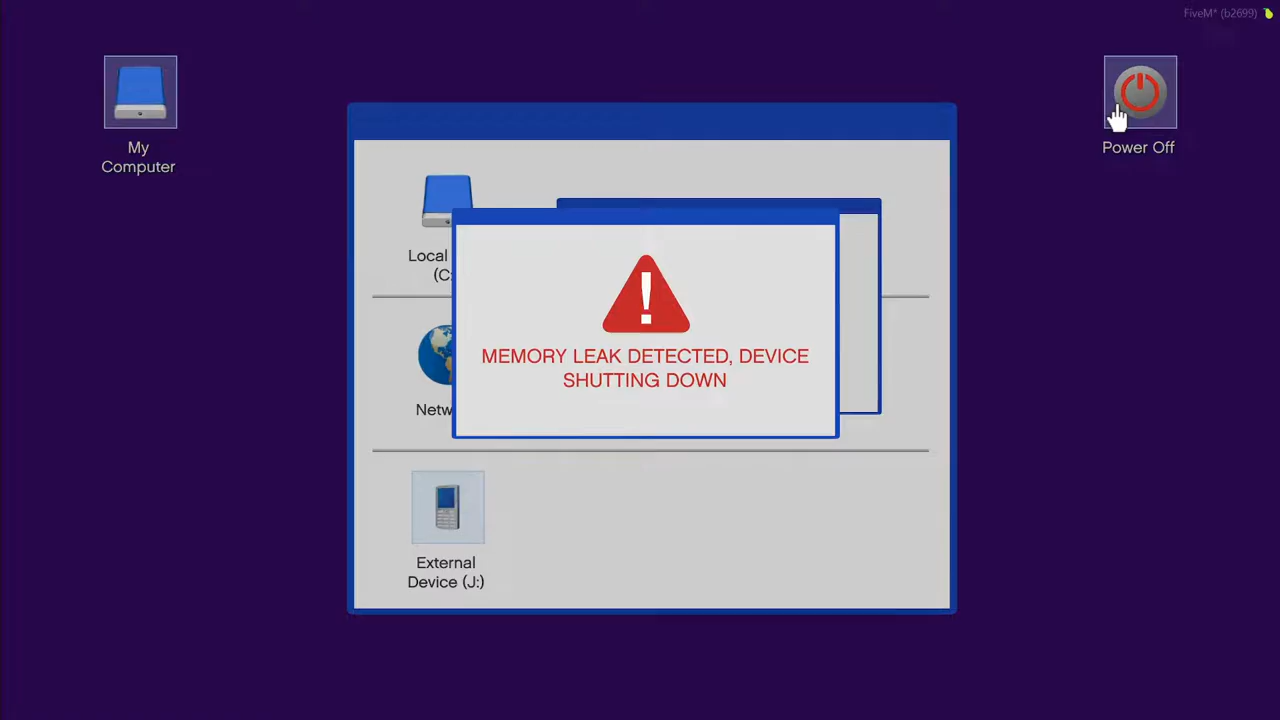 FiveM* (b2699)
My
Computer
Power Off
Local
(C:
MEMORY LEAK DETECTED, DEVICE
SHUTTING DOWN
Netw
External
Device (J:)